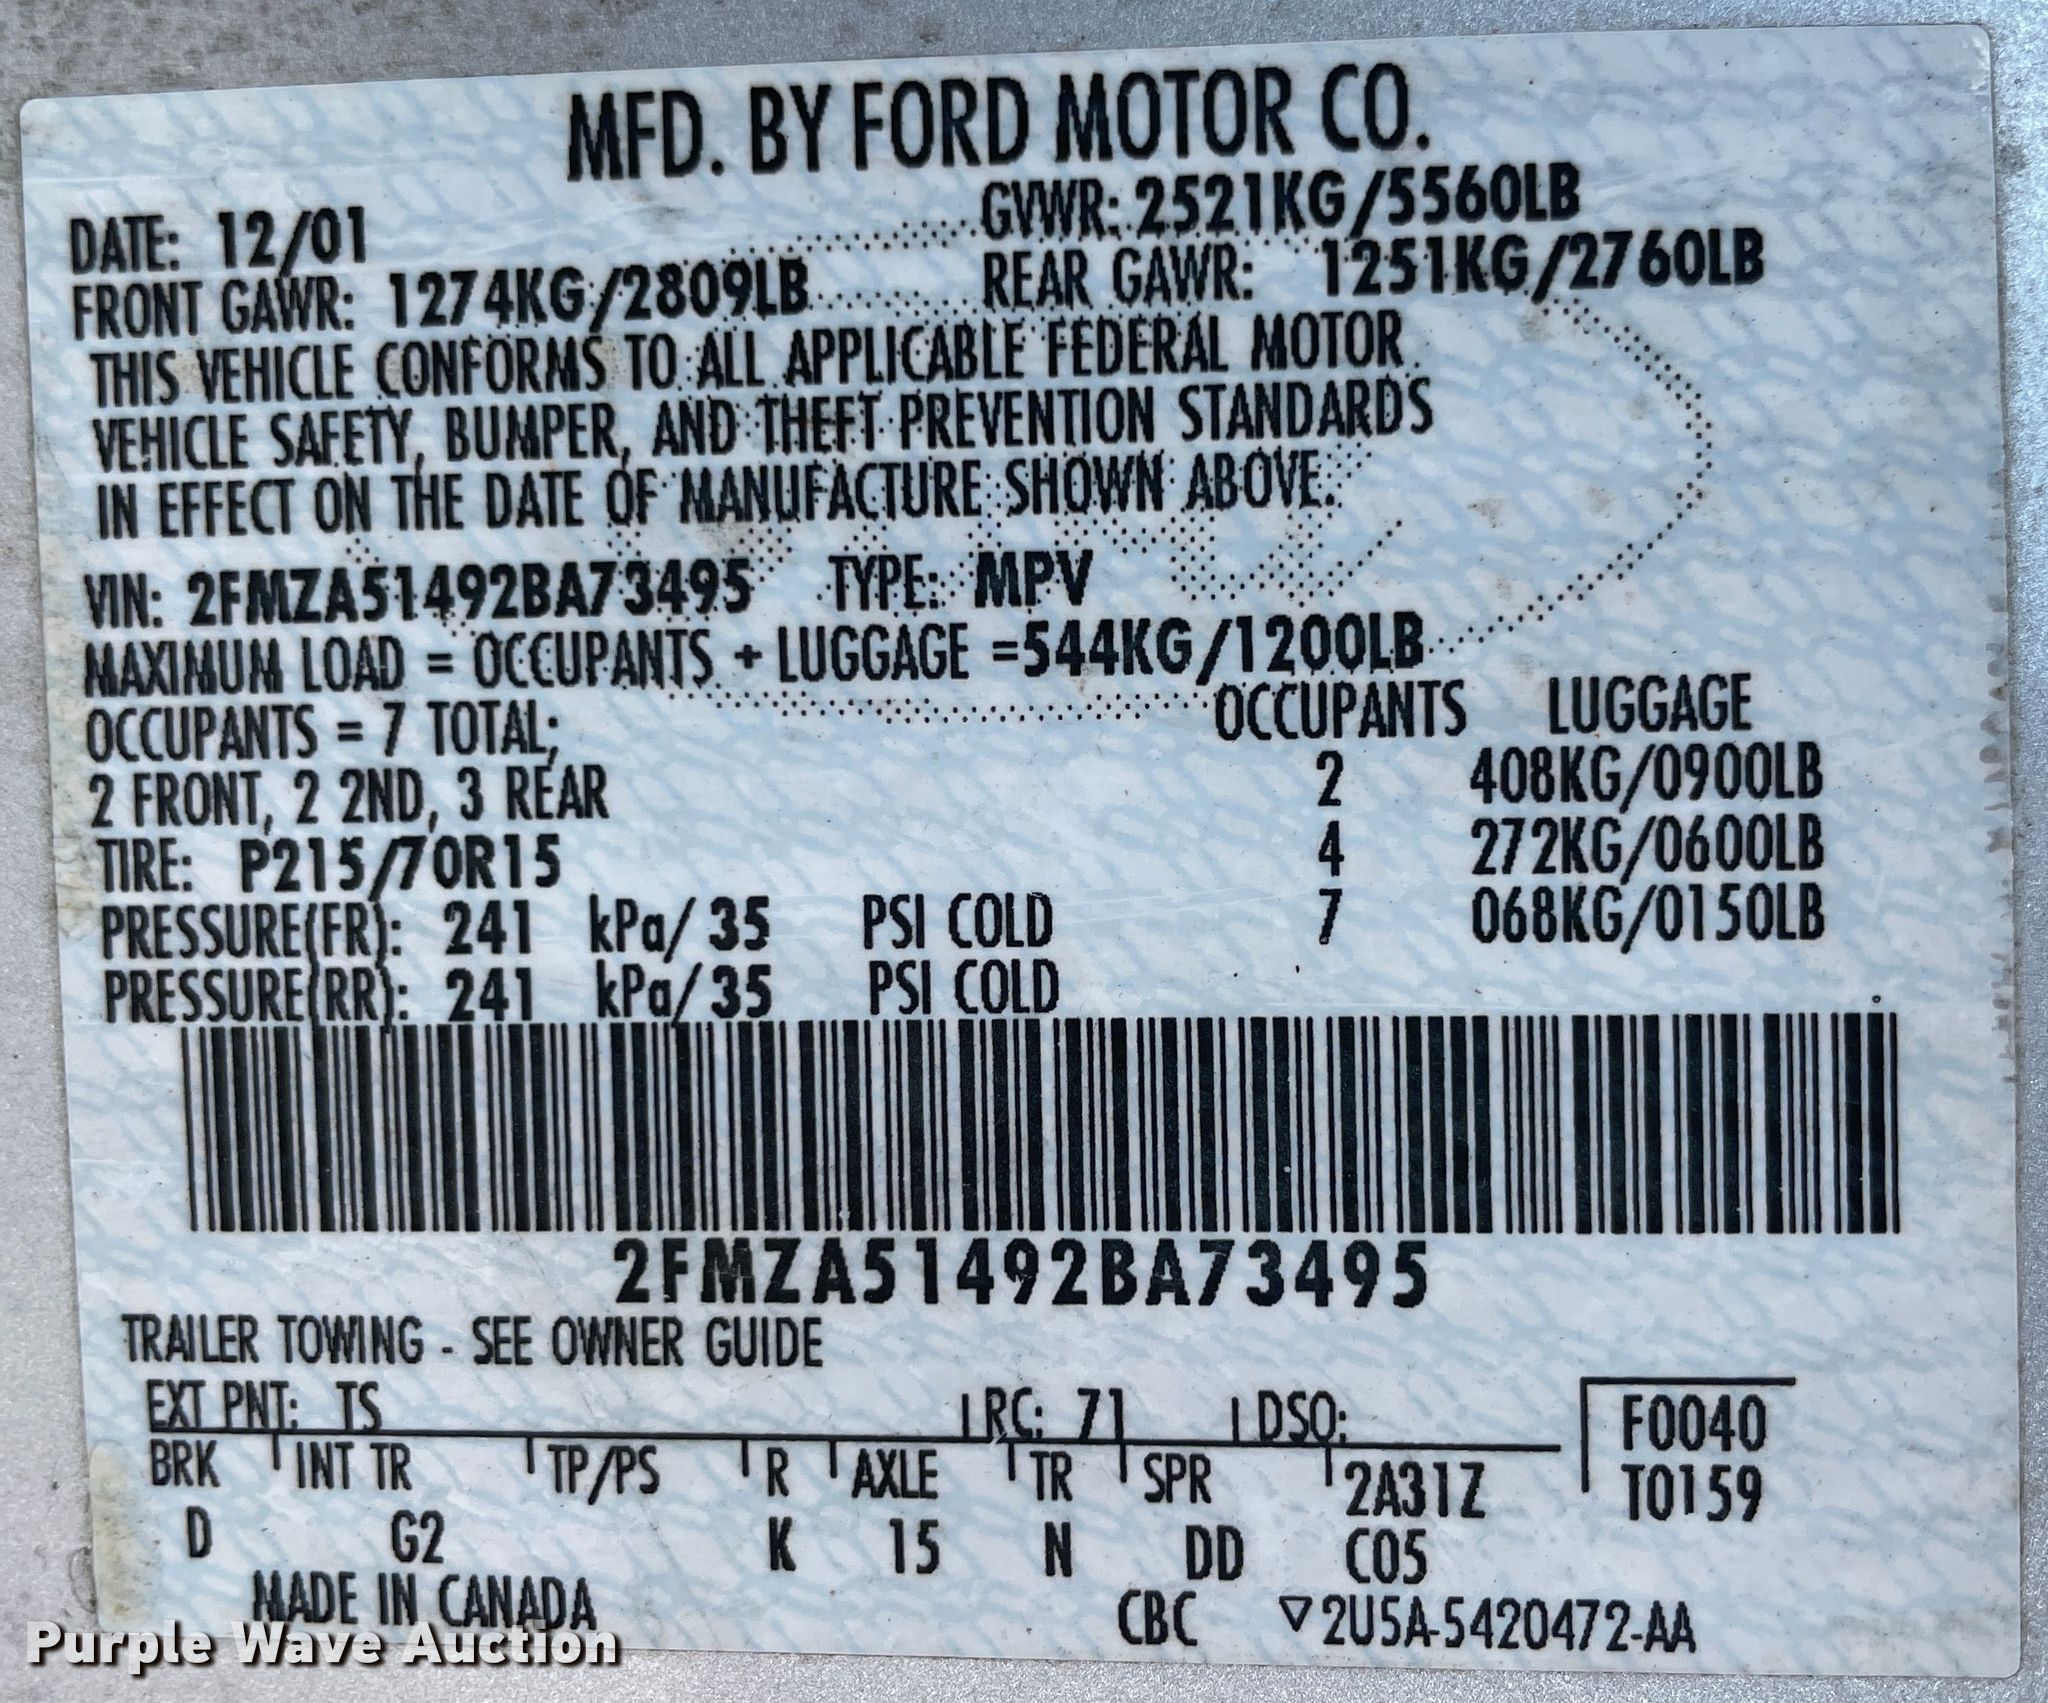 MFD. BY FORD MOTOR CO.
DATE: 12/01 GVWR: 2521KG/5560LB
FRONT GAWR: 1274KG/2809LB REAR GAWR: 1251KG/2760LB
THIS VEHICLE CONFORMS TO ALL APPLICABLE FEDERAL MOTOR
VEHICLE SAFETY, BUMPER, AND THEFT PREVENTION STANDARDS
IN EFFECT ON THE DATE OF MANUFACTURE SHOWN ABOVE.
VIN: 2FMZA51492BA73495 TYPE: MPV
MAXIMUM LOAD = OCCUPANTS + LUGGAGE =544KG/1200LB
OCCUPANTS = 7 TOTAL; OCCUPANTS LUGGAGE
2 FRONT, 2 2ND, 3 REAR 2 408KG/0900LB
TIRE: P215/70R15 4 272KG/0600LB
PRESSURE(FR): 241 kPa/ 35 PSI COLD 7 068KG/0150LB
PRESSURE(RR): 241 kPa/ 35 PSI COLD
2FMZA51492BA73495
TRAILER TOWING - SEE OWNER GUIDE
EXT PNT: TS RC: 71 DSO: F0040
BRK INT TR TP/PS R AXLE TR SPR 2A31Z T0159
D G2 K 15 N DD C05
MADE IN CANADA CBC ▽2U5A-5420472-AA
Purple Wave Auction